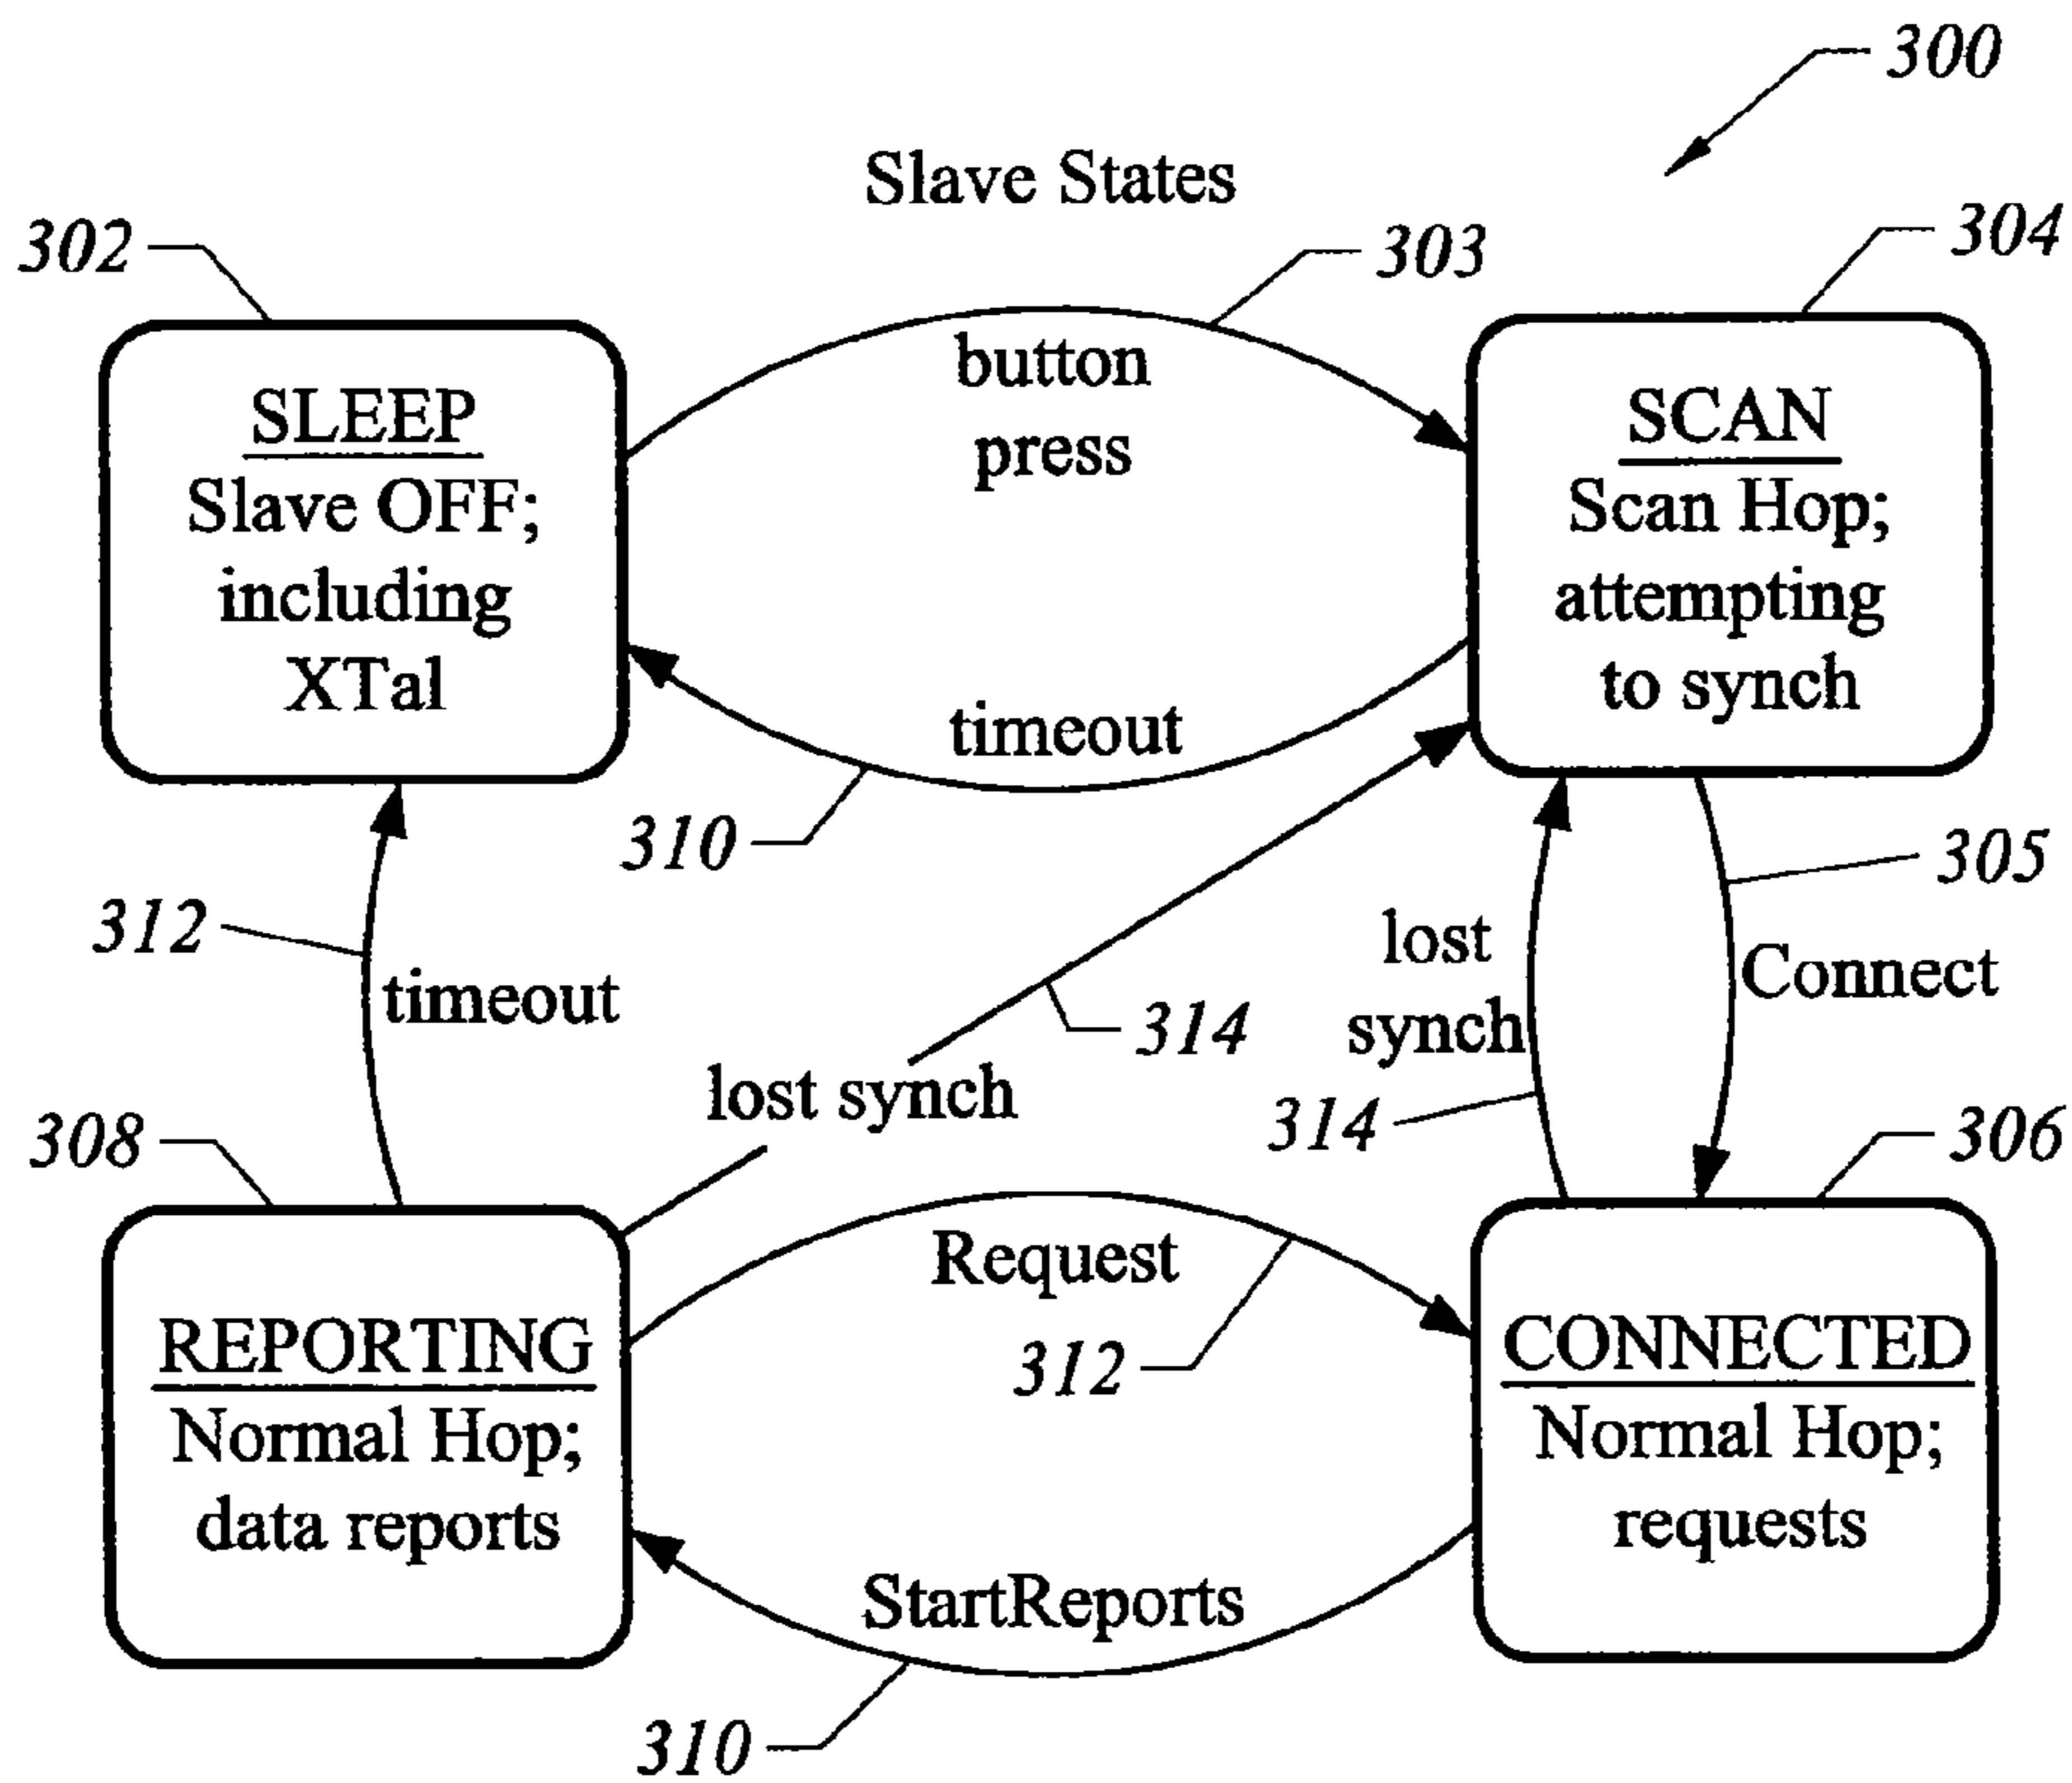 300
Slave States
302
303
304
button
press
SLEEP
Slave OFF;
including
XTal
SCAN
Scan Hop;
attempting
to synch
timeout
310
305
312
timeout
lost
synch
Connect
314
lost synch
314
308
306
Request
312
REPORTING
Normal Hop;
data reports
CONNECTED
Normal Hop;
requests
StartReports
310